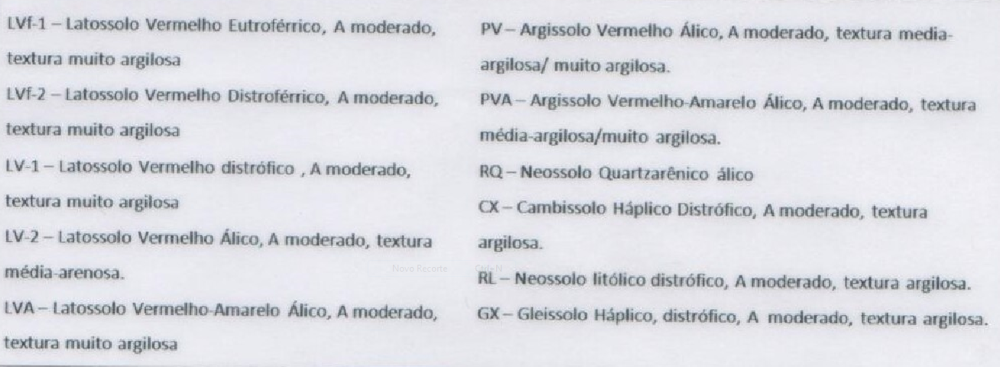 LVf-1 – Latossolo Vermelho Eutroférrico, A moderado,
textura muito argilosa
LVf-2 – Latossolo Vermelho Distroférrico, A moderado,
textura muito argilosa
LV-1 – Latossolo Vermelho distrófico , A moderado,
textura muito argilosa
LV-2 – Latossolo Vermelho Álico, A moderado, textura
média-arenosa.
LVA – Latossolo Vermelho-Amarelo Álico, A moderado,
textura muito argilosa
PV – Argissolo Vermelho Álico, A moderado, textura media-
argilosa/ muito argilosa.
PVA – Argissolo Vermelho-Amarelo Álico, A moderado, textura
média-argilosa/muito argilosa.
RQ – Neossolo Quartzarênico álico
CX – Cambissolo Háplico Distrófico, A moderado, textura
argilosa.
RL – Neossolo litólico distrófico, A moderado, textura argilosa.
GX – Gleissolo Háplico, distrófico, A moderado, textura argilosa.
Novo Recorte Ctrl+N